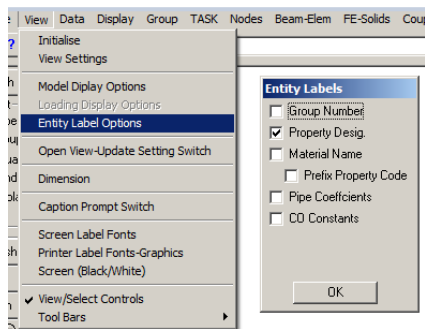 View Data Display Group TASK Nodes Beam-Elem FE-Solids
?
Initialise
View Settings
Model Diplay Options
Loading Display Options
Entity Label Options
Open View-Update Setting Switch
Dimension
Caption Prompt Switch
Screen Label Fonts
Printer Label Fonts-Graphics
Screen (Black/White)
View/Select Controls
Tool Bars
Entity Labels
Group Number
Property Desig.
Material Name
Prefix Property Code
Pipe Coeffcients
CO Constants
OK